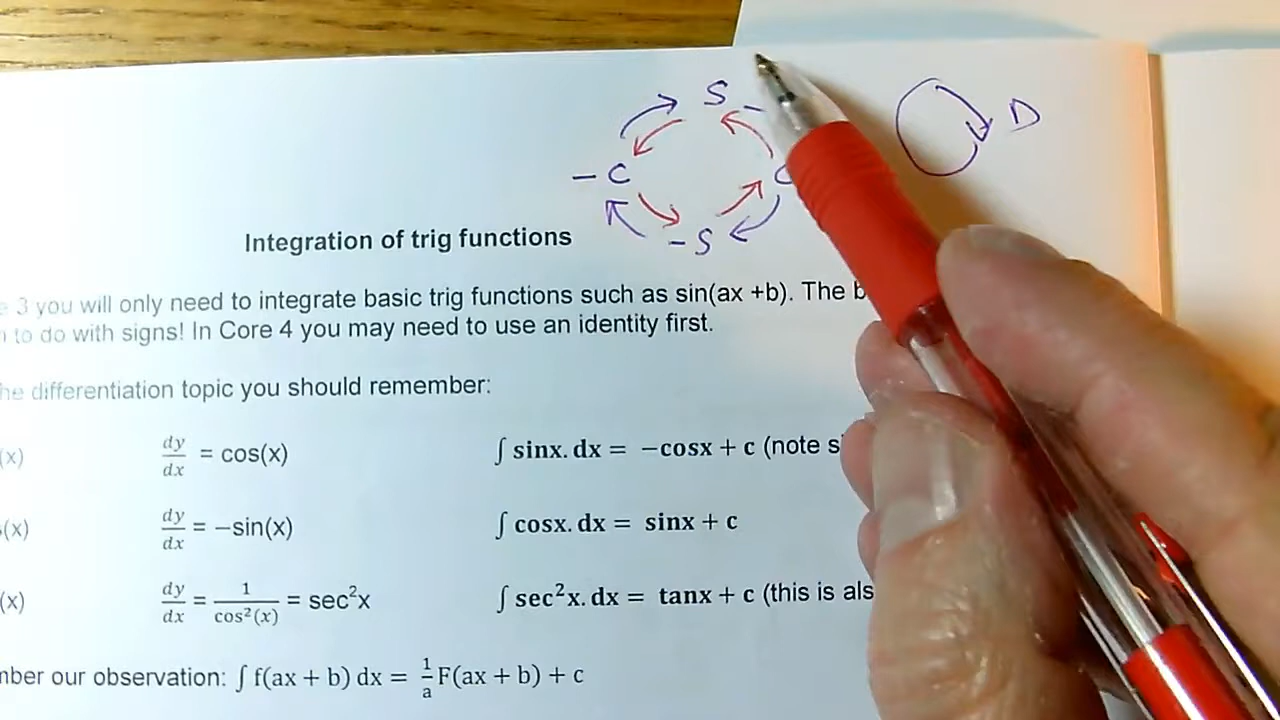 S -
D
- C C
- S
Integration of trig functions
3 you will only need to integrate basic trig functions such as sin(ax +b). The
to do with signs! In Core 4 you may need to use an identity first.
differentiation topic you should remember:
(x) dy/dx = cos(x) ∫ sinx. dx = −cosx + c (note
(x) dy/dx = −sin(x) ∫ cosx. dx = sinx + c
(x) dy/dx = 1/cos²(x) = sec²x ∫ sec²x. dx = tanx + c (this is
our observation: ∫ f(ax + b) dx = 1/a F(ax + b) + c